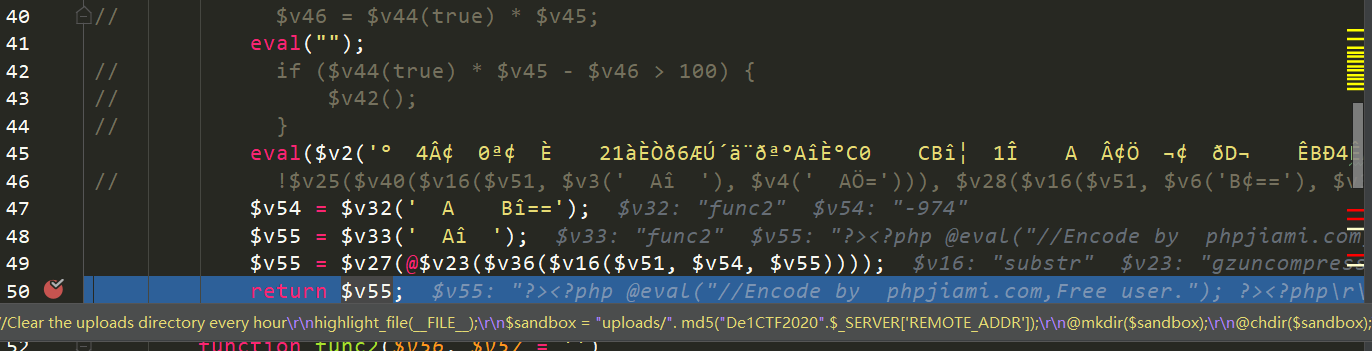 40 // $v46 = $v44(true) * $v45;
41 eval("");
42 // if ($v44(true) * $v45 - $v46 > 100) {
43 // $v42();
44 // }
45 eval($v2('° 4Â¢ 0ª¢ È 21àÈÒð6ÆÚ´ä¨ðª°AîÈ°C0 CBî¦ 1Î A Â¢Ö ¬¢ ðD¬ ÊBÐ4
46 // !$v25($v40($v16($v51, $v3(' Aî '), $v4(' AÖ='))), $v28($v16($v51, $v6('B¢=='), $v
47 $v54 = $v32(' A Bî=='); $v32: "func2" $v54: "-974"
48 $v55 = $v33(' Aî '); $v33: "func2" $v55: "?><?php @eval("//Encode by phpjiami.com
49 $v55 = $v27(@$v23($v36($v16($v51, $v54, $v55)))); $v16: "substr" $v23: "gzuncompress
50 return $v55; $v55: "?><?php @eval("//Encode by phpjiami.com,Free user."); ?><?php\r\
//Clear the uploads directory every hour\r\nhighlight_file(__FILE__);\r\n$sandbox = "uploads/". md5("De1CTF2020".$_SERVER['REMOTE_ADDR']);\r\n@mkdir($sandbox);\r\n@chdir($sandbox);
52 function func2($v56, $v57 = '')